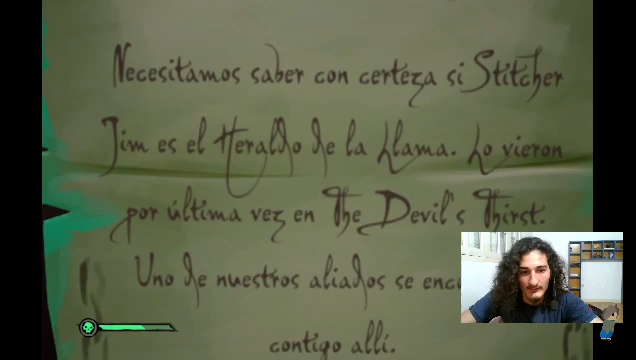 Necesitamos saber con certeza si Stitcher
Jim es el Heraldo de la Llama. Lo vieron
por última vez en The Devil's Thirst.
Uno de nuestros aliados se
contigo allí.